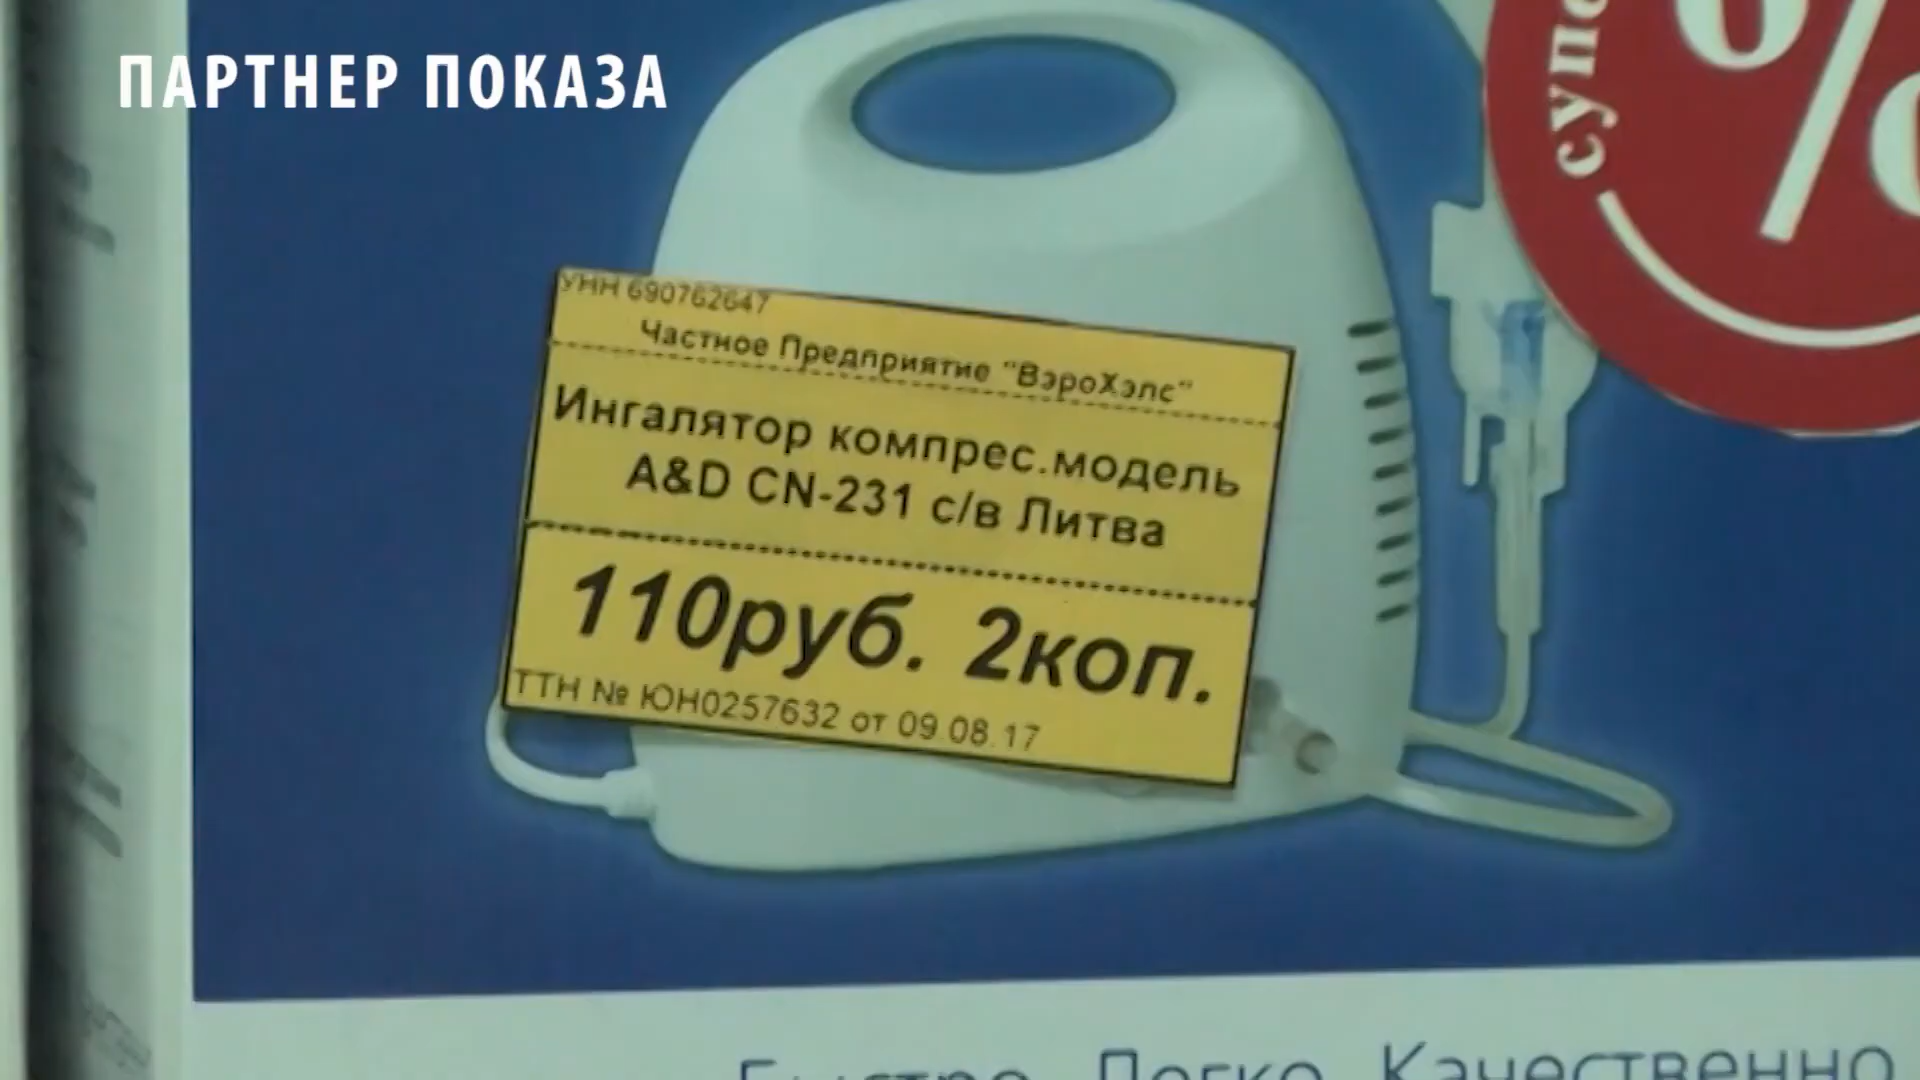 ПАРТНЕР ПОКАЗА
%
УНН 690762647
Частное Предприятие "ВэроХэлс"
Ингалятор компрес.модель
A&D CN-231 с/в Литва
110руб. 2коп.
ТТН № ЮН0257632 от 09.08.17
Быстро Легко Качественно